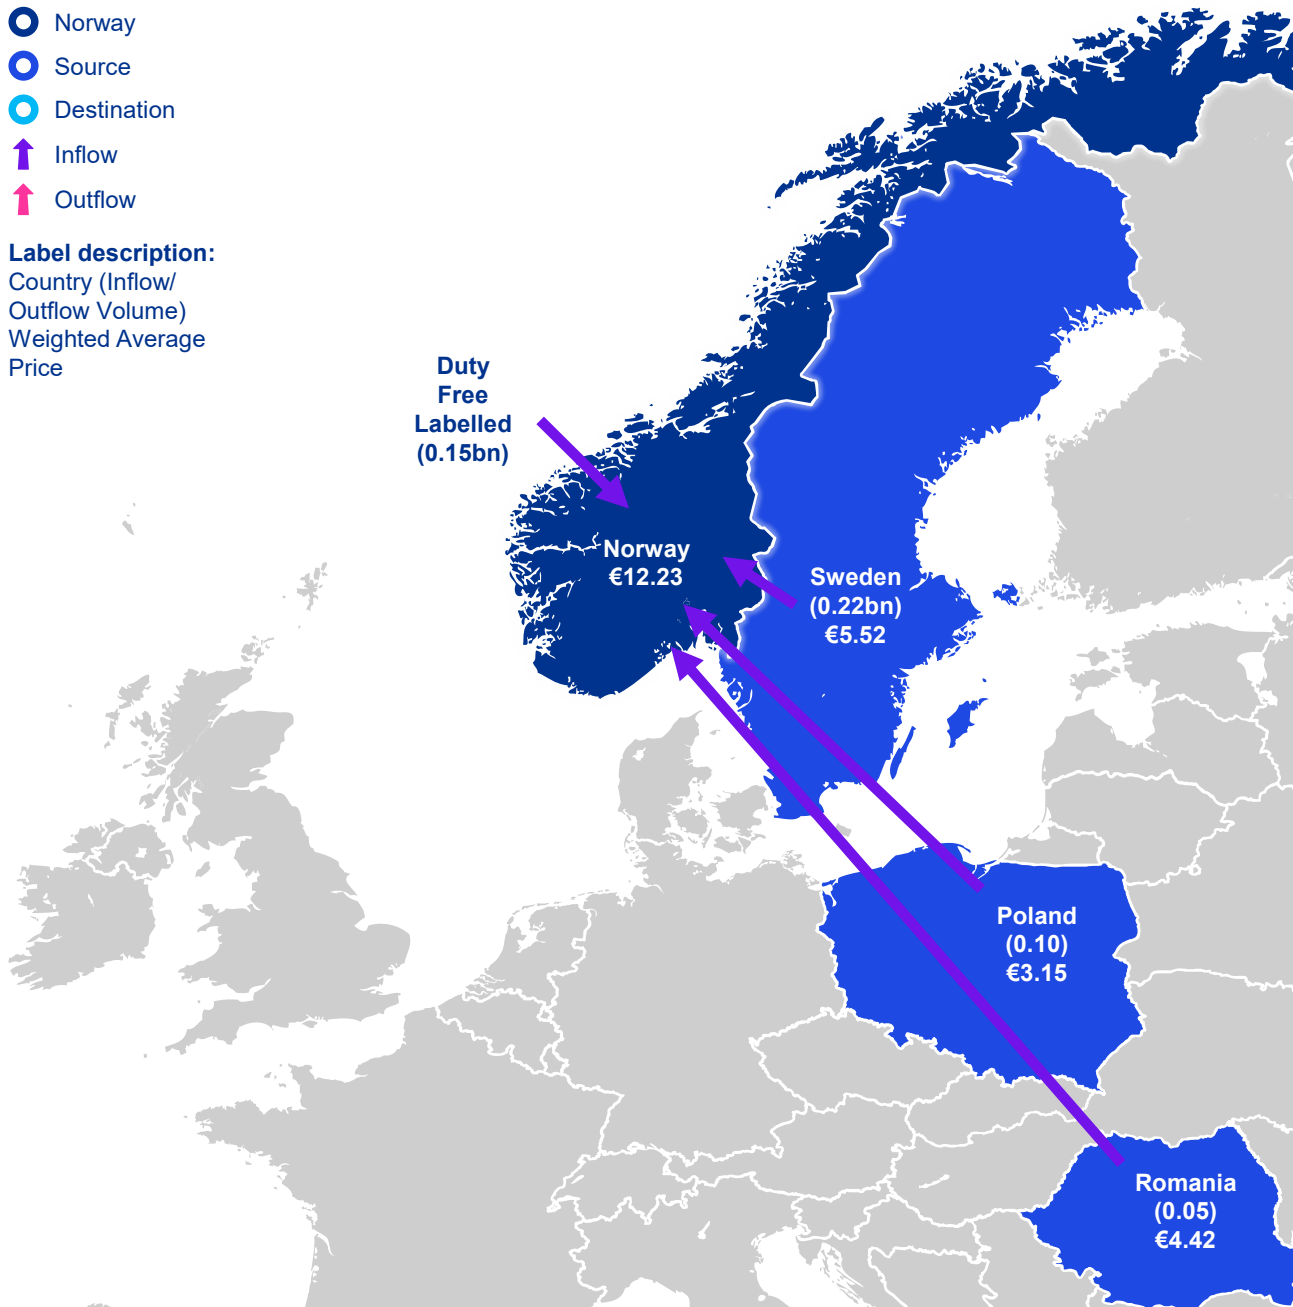 Norway
Source
Destination
Inflow
Outflow
Label description:
Country (Inflow/
Outflow Volume)
Weighted Average
Price
Duty
Free
Labelled
(0.15bn)
Norway
€12.23
Sweden
(0.22bn)
€5.52
Poland
(0.10)
€3.15
Romania
(0.05)
€4.42